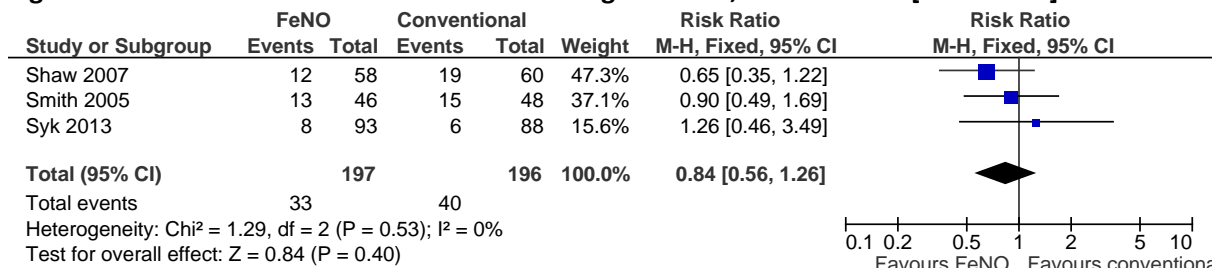 FeNO Conventional Risk Ratio Risk Ratio
Study or Subgroup Events Total Events Total Weight M-H, Fixed, 95% CI M-H, Fixed, 95% CI
Shaw 2007 12 58 19 60 47.3% 0.65 [0.35, 1.22]
Smith 2005 13 46 15 48 37.1% 0.90 [0.49, 1.69]
Syk 2013 8 93 6 88 15.6% 1.26 [0.46, 3.49]
Total (95% CI) 197 196 100.0% 0.84 [0.56, 1.26]
Total events 33 40
Heterogeneity: Chi² = 1.29, df = 2 (P = 0.53); I² = 0%
Test for overall effect: Z = 0.84 (P = 0.40)
0.1 0.2 0.5 1 2 5 10
Favours FeNO Favours conventiona